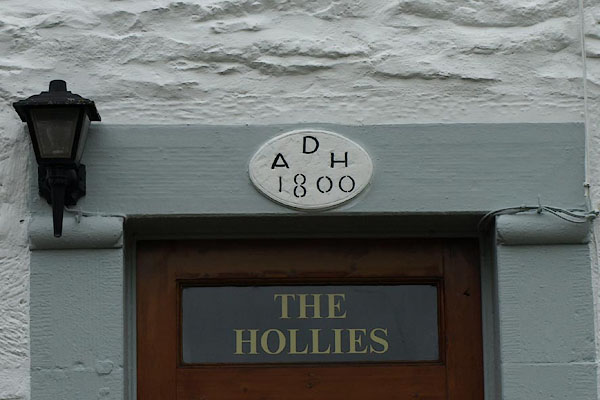 A D H
1800
THE
HOLLIES